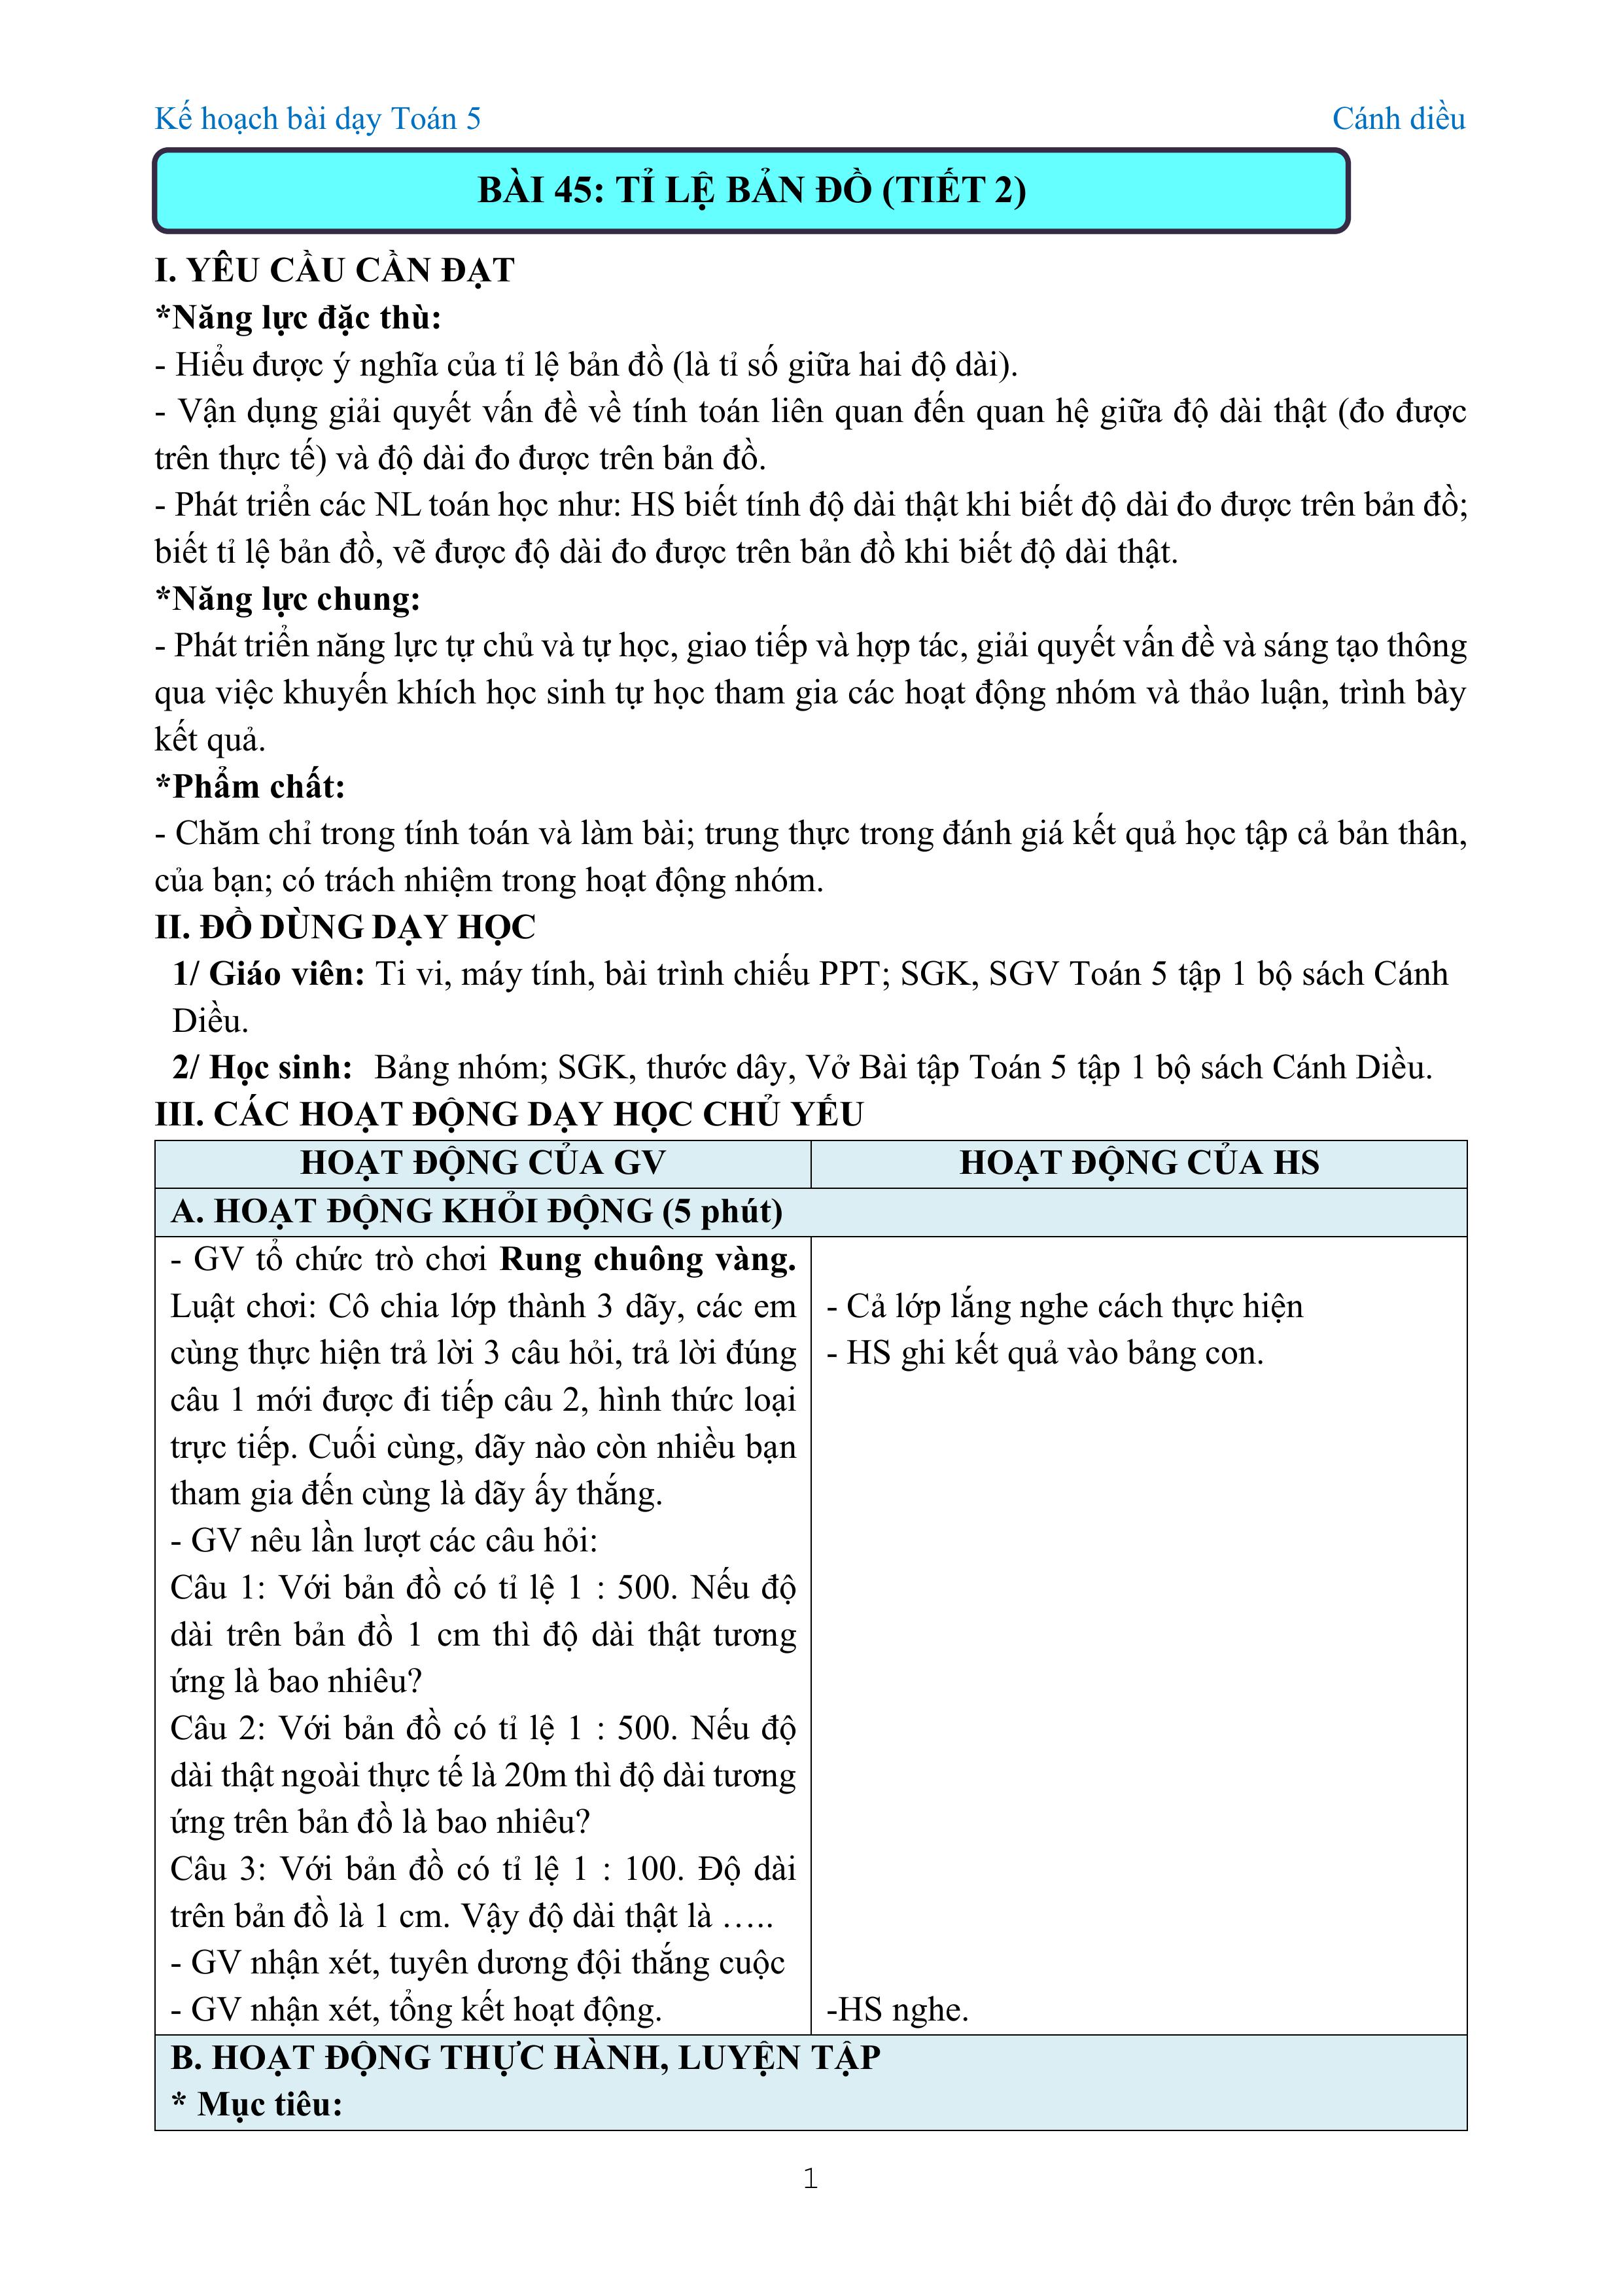 Kế hoạch bài dạy Toán 5 Cánh diều
BÀI 45: TỈ LỆ BẢN ĐỒ (TIẾT 2)
I. YÊU CẦU CẦN ĐẠT
*Năng lực đặc thù:
- Hiểu được ý nghĩa của tỉ lệ bản đồ (là tỉ số giữa hai độ dài).
- Vận dụng giải quyết vấn đề về tính toán liên quan đến quan hệ giữa độ dài thật (đo được
trên thực tế) và độ dài đo được trên bản đồ.
- Phát triển các NL toán học như: HS biết tính độ dài thật khi biết độ dài đo được trên bản đồ;
biết tỉ lệ bản đồ, vẽ được độ dài đo được trên bản đồ khi biết độ dài thật.
*Năng lực chung:
- Phát triển năng lực tự chủ và tự học, giao tiếp và hợp tác, giải quyết vấn đề và sáng tạo thông
qua việc khuyến khích học sinh tự học tham gia các hoạt động nhóm và thảo luận, trình bày
kết quả.
*Phẩm chất:
- Chăm chỉ trong tính toán và làm bài; trung thực trong đánh giá kết quả học tập cả bản thân,
của bạn; có trách nhiệm trong hoạt động nhóm.
II. ĐỒ DÙNG DẠY HỌC
1/ Giáo viên: Ti vi, máy tính, bài trình chiếu PPT; SGK, SGV Toán 5 tập 1 bộ sách Cánh
Diều.
2/ Học sinh: Bảng nhóm; SGK, thước dây, Vở Bài tập Toán 5 tập 1 bộ sách Cánh Diều.
III. CÁC HOẠT ĐỘNG DẠY HỌC CHỦ YẾU
HOẠT ĐỘNG CỦA GV HOẠT ĐỘNG CỦA HS
A. HOẠT ĐỘNG KHỎI ĐỘNG (5 phút)
- GV tổ chức trò chơi Rung chuông vàng.
Luật chơi: Cô chia lớp thành 3 dãy, các em
cùng thực hiện trả lời 3 câu hỏi, trả lời đúng
câu 1 mới được đi tiếp câu 2, hình thức loại
trực tiếp. Cuối cùng, dãy nào còn nhiều bạn
tham gia đến cùng là dãy ấy thắng.
- GV nêu lần lượt các câu hỏi:
Câu 1: Với bản đồ có tỉ lệ 1 : 500. Nếu độ
dài trên bản đồ 1 cm thì độ dài thật tương
ứng là bao nhiêu?
Câu 2: Với bản đồ có tỉ lệ 1 : 500. Nếu độ
dài thật ngoài thực tế là 20m thì độ dài tương
ứng trên bản đồ là bao nhiêu?
Câu 3: Với bản đồ có tỉ lệ 1 : 100. Độ dài
trên bản đồ là 1 cm. Vậy độ dài thật là …..
- GV nhận xét, tuyên dương đội thắng cuộc
- GV nhận xét, tổng kết hoạt động.
- Cả lớp lắng nghe cách thực hiện
- HS ghi kết quả vào bảng con.
-HS nghe.
B. HOẠT ĐỘNG THỰC HÀNH, LUYỆN TẬP
* Mục tiêu:
1